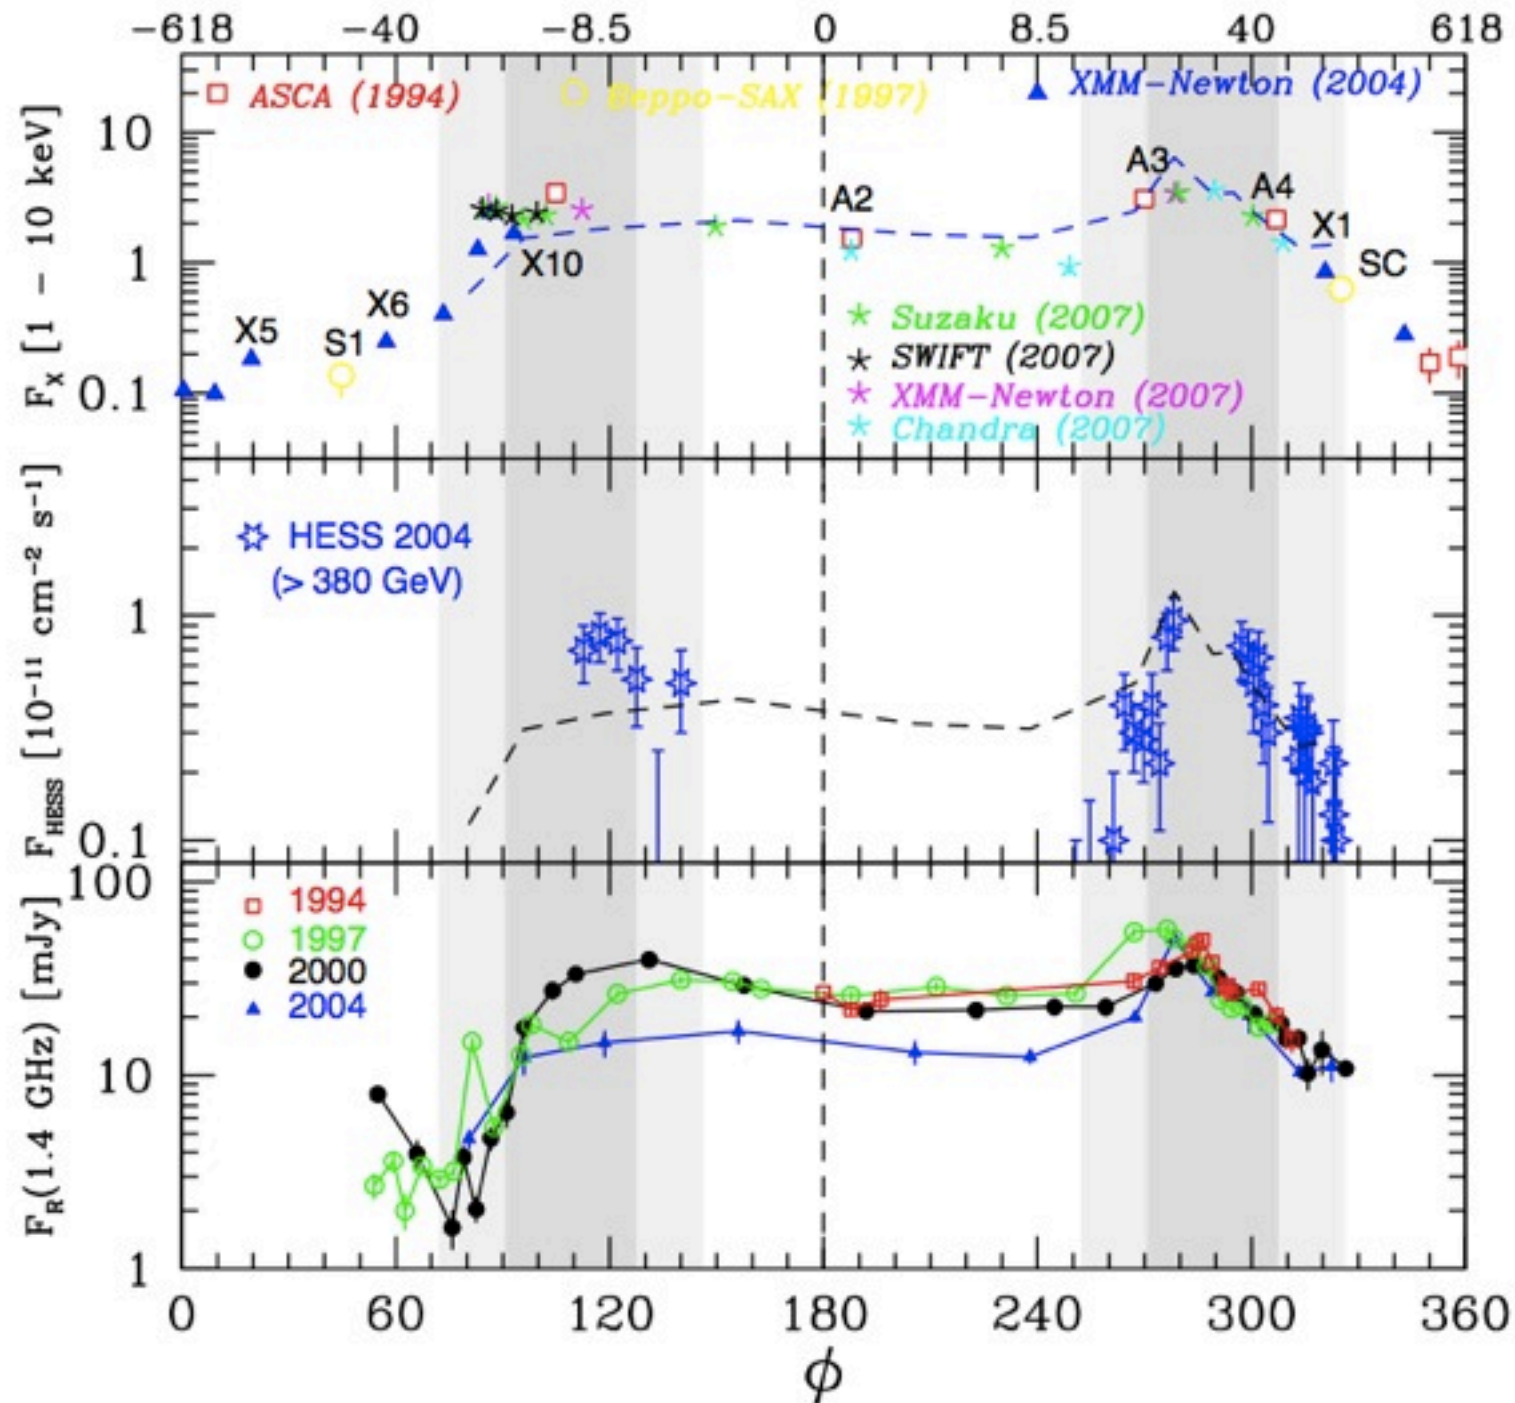 −618 −40 −8.5 0 8.5 40 618
ASCA (1994) Beppo-SAX (1997) XMM-Newton (2004)
F_X [1 − 10 keV]
10
1
0.1
X5
S1
X6
X10
A2
A3
A4
X1
SC
Suzaku (2007)
SWIFT (2007)
XMM-Newton (2007)
Chandra (2007)
F_HESS [10⁻¹¹ cm⁻² s⁻¹]
HESS 2004
(> 380 GeV)
1
0.1
F_R(1.4 GHz) [mJy]
100
10
1
1994
1997
2000
2004
0 60 120 180 240 300 360
ϕ